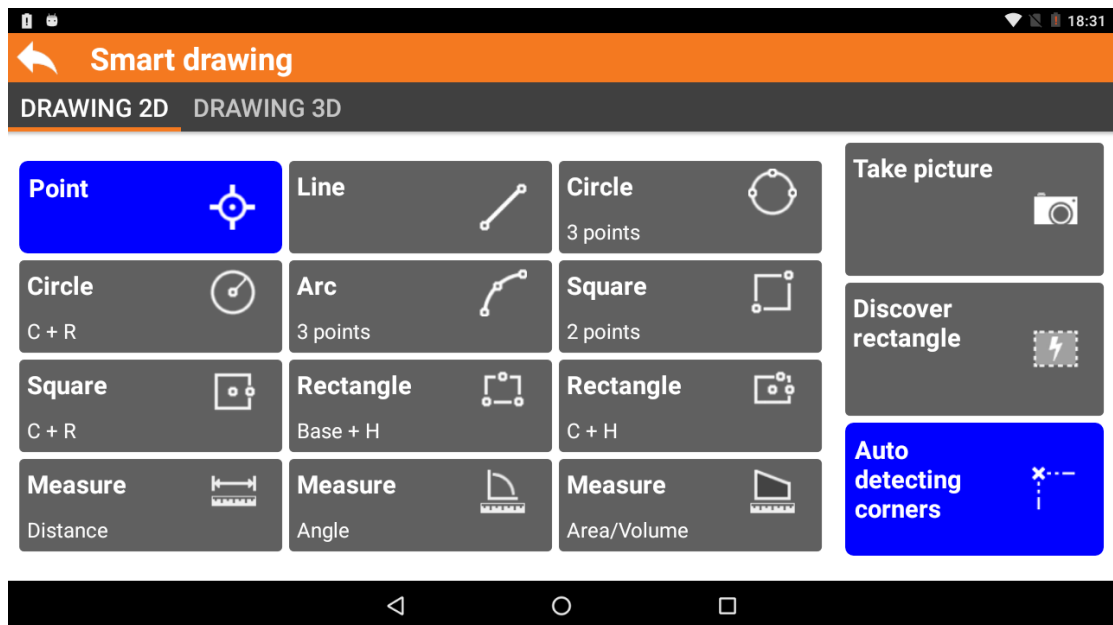 18:31
Smart drawing
DRAWING 2D DRAWING 3D
Point
Line
Circle
3 points
Circle
C + R
Arc
3 points
Square
2 points
Square
C + R
Rectangle
Base + H
Rectangle
C + H
Measure
Distance
Measure
Angle
Measure
Area/Volume
Take picture
Discover
rectangle
Auto
detecting
corners